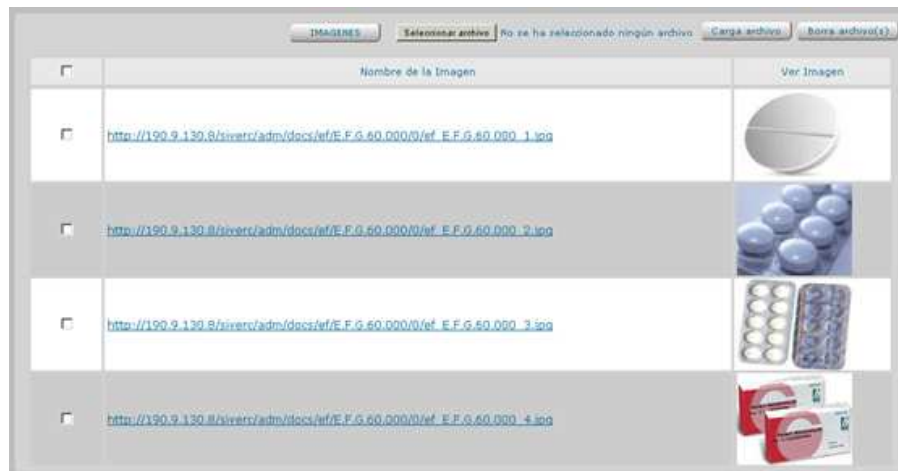 IMAGENES Seleccionar archivo No se ha seleccionado ningún archivo Carga archivo Borra archivo(s)
Nombre de la Imagen Ver Imagen
http://190.9.130.8/siverc/adm/docs/ef/E.F.G.60.000/0/ef_E.F.G.60.000_1.jpg
http://190.9.130.8/siverc/adm/docs/ef/E.F.G.60.000/0/ef_E.F.G.60.000_2.jpg
http://190.9.130.8/siverc/adm/docs/ef/E.F.G.60.000/0/ef_E.F.G.60.000_3.jpg
http://190.9.130.8/siverc/adm/docs/ef/E.F.G.60.000/0/ef_E.F.G.60.000_4.jpg